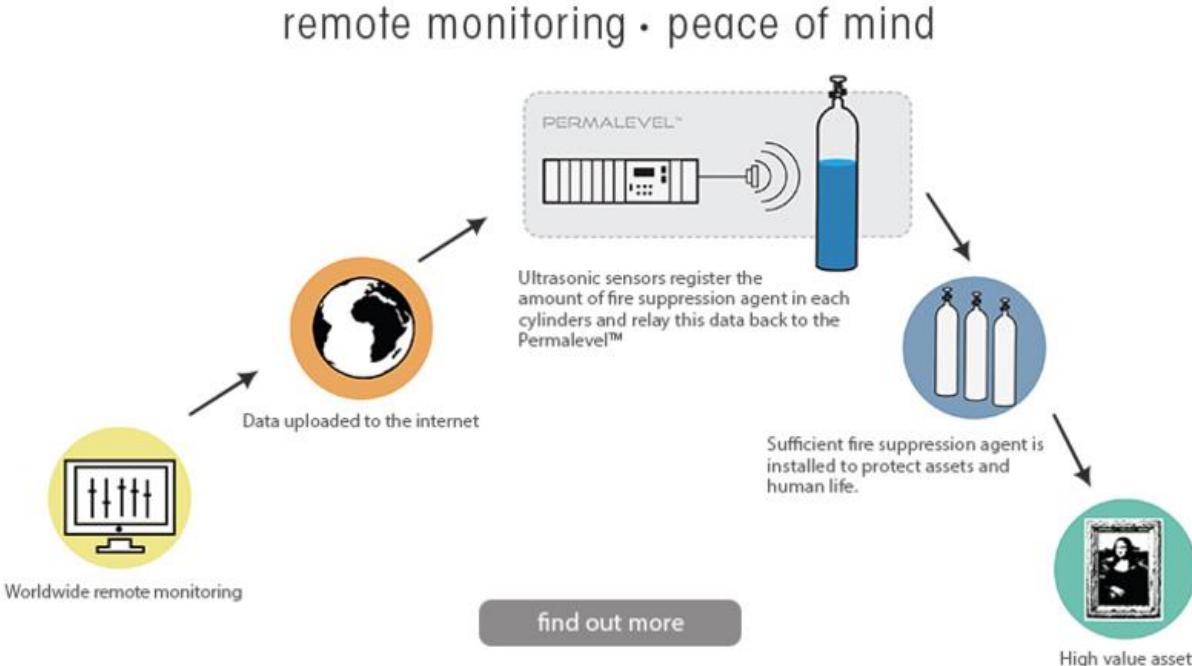 remote monitoring · peace of mind
PERMALEVEL™
Ultrasonic sensors register the
amount of fire suppression agent in each
cylinders and relay this data back to the
Permalevel™
Data uploaded to the internet
Sufficient fire suppression agent is
installed to protect assets and
human life.
Worldwide remote monitoring
find out more
High value asset